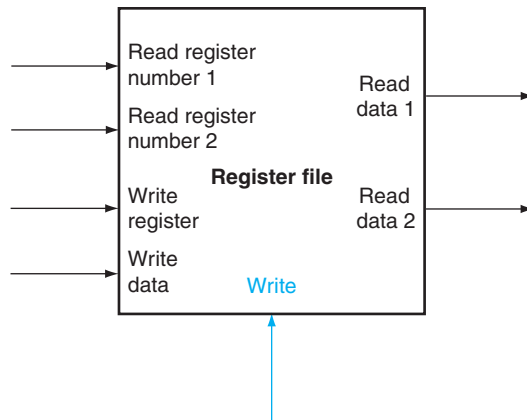 Read register
number 1
Read register
number 2
Write
register
Write
data
Register file
Read
data 1
Read
data 2
Write